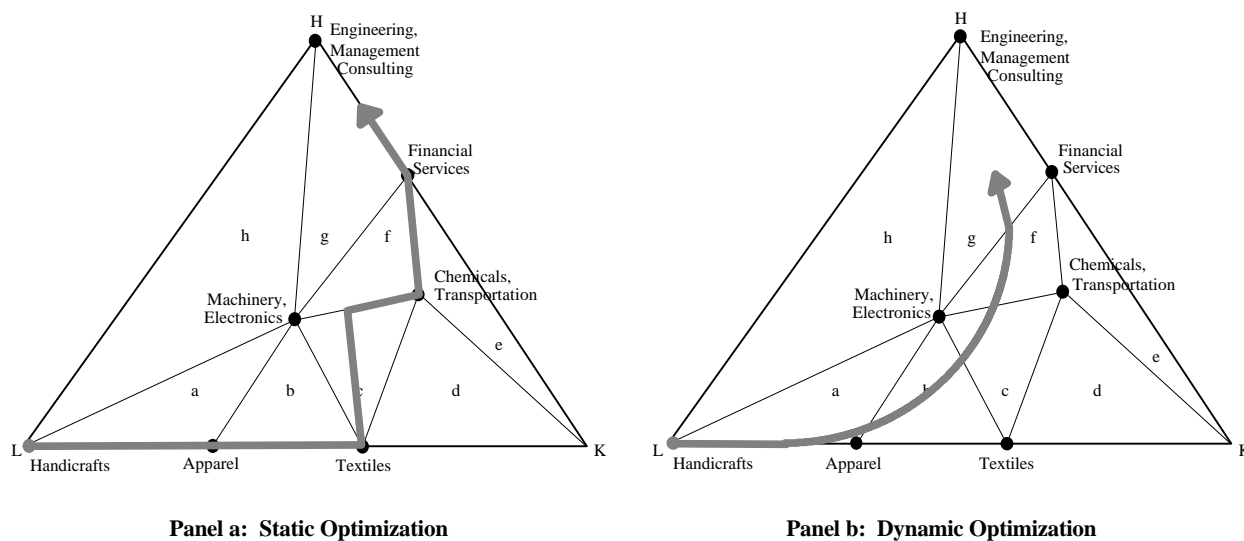 H
Engineering,
Management
Consulting
Financial
Services
h
g
f
Chemicals,
Transportation
Machinery,
Electronics
e
a
b
c
d
L
K
Handicrafts
Apparel
Textiles
Panel a: Static Optimization
H
Engineering,
Management
Consulting
Financial
Services
h
g
f
Chemicals,
Transportation
Machinery,
Electronics
e
a
b
c
d
L
K
Handicrafts
Apparel
Textiles
Panel b: Dynamic Optimization